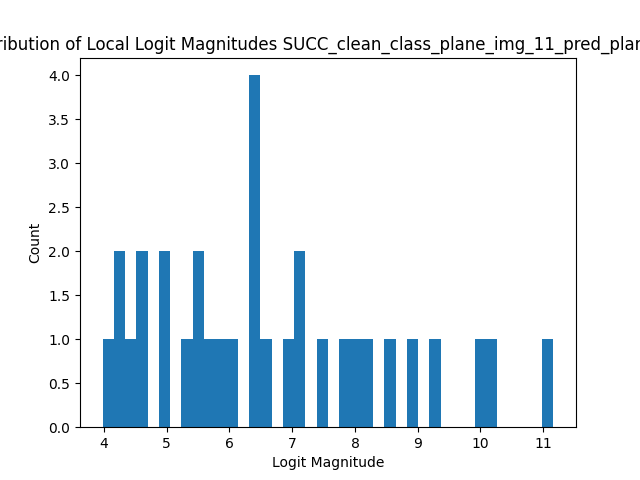 ribution of Local Logit Magnitudes SUCC_clean_class_plane_img_11_pred_plan
4.0
3.5
3.0
2.5
2.0
1.5
1.0
0.5
0.0
Count
4 5 6 7 8 9 10 11
Logit Magnitude